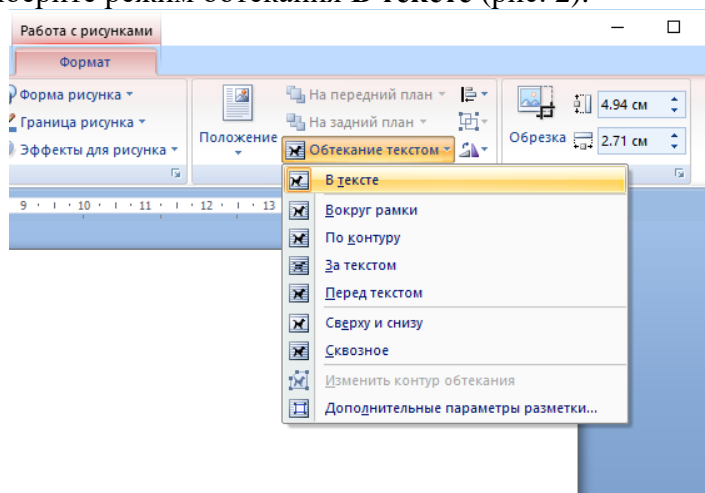 берите режим обтекания В тексте (рис. 2).
Работа с рисунками
Формат
Форма рисунка
Граница рисунка
Эффекты для рисунка
Положение
На передний план
На задний план
Обтекание текстом
Обрезка
4.94 см
2.71 см
9 10 11 12 13
В тексте
Вокруг рамки
По контуру
За текстом
Перед текстом
Сверху и снизу
Сквозное
Изменить контур обтекания
Дополнительные параметры разметки...